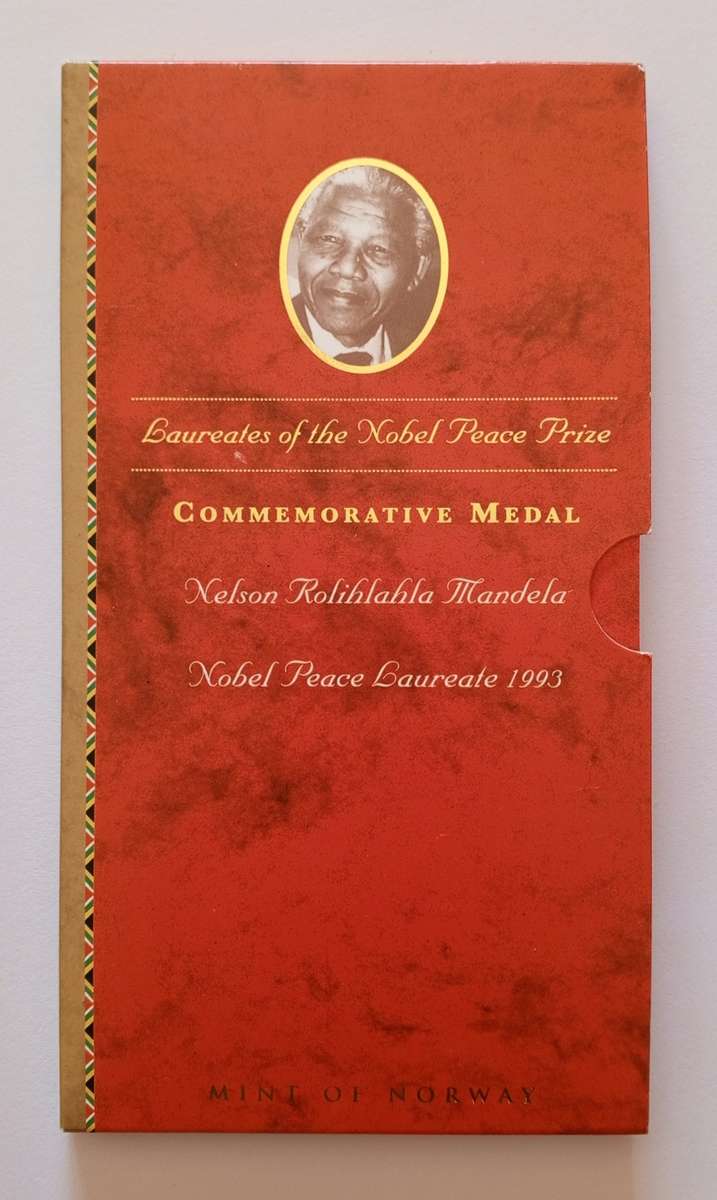 Laureates of the Nobel Peace Prize
COMMEMORATIVE MEDAL
Nelson Rolihlahla Mandela
Nobel Peace Laureate 1993
MINT OF NORWAY